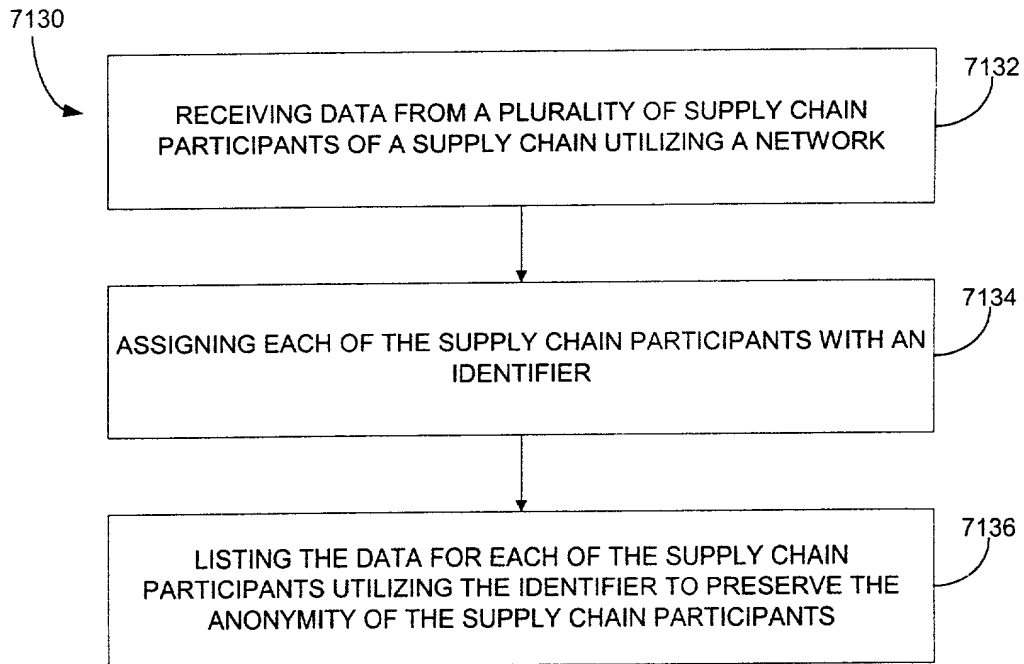 7130
7132
RECEIVING DATA FROM A PLURALITY OF SUPPLY CHAIN
PARTICIPANTS OF A SUPPLY CHAIN UTILIZING A NETWORK
7134
ASSIGNING EACH OF THE SUPPLY CHAIN PARTICIPANTS WITH AN
IDENTIFIER
7136
LISTING THE DATA FOR EACH OF THE SUPPLY CHAIN
PARTICIPANTS UTILIZING THE IDENTIFIER TO PRESERVE THE
ANONYMITY OF THE SUPPLY CHAIN PARTICIPANTS